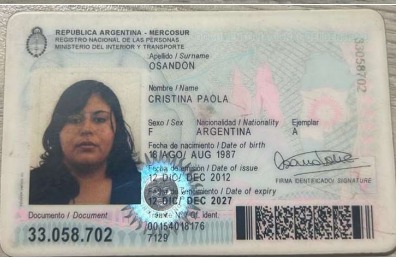 REPUBLICA ARGENTINA - MERCOSUR
REGISTRO NACIONAL DE LAS PERSONAS
MINISTERIO DEL INTERIOR Y TRANSPORTE
Apellido / Surname
OSANDON
Nombre / Name
CRISTINA PAOLA
Sexo / Sex Nacionalidad / Nationality Ejemplar
F ARGENTINA A
Fecha de nacimiento / Date of birth
16 AGO/ AUG 1987
Fecha de emisión / Date of issue
12 DIC/ DEC 2012
FIRMA IDENTIFICADO/ SIGNATURE
Fecha de vencimiento / Date of expiry
12 DIC/ DEC 2027
Documento / Document
of. ident.
33.058.702
7129
33058702